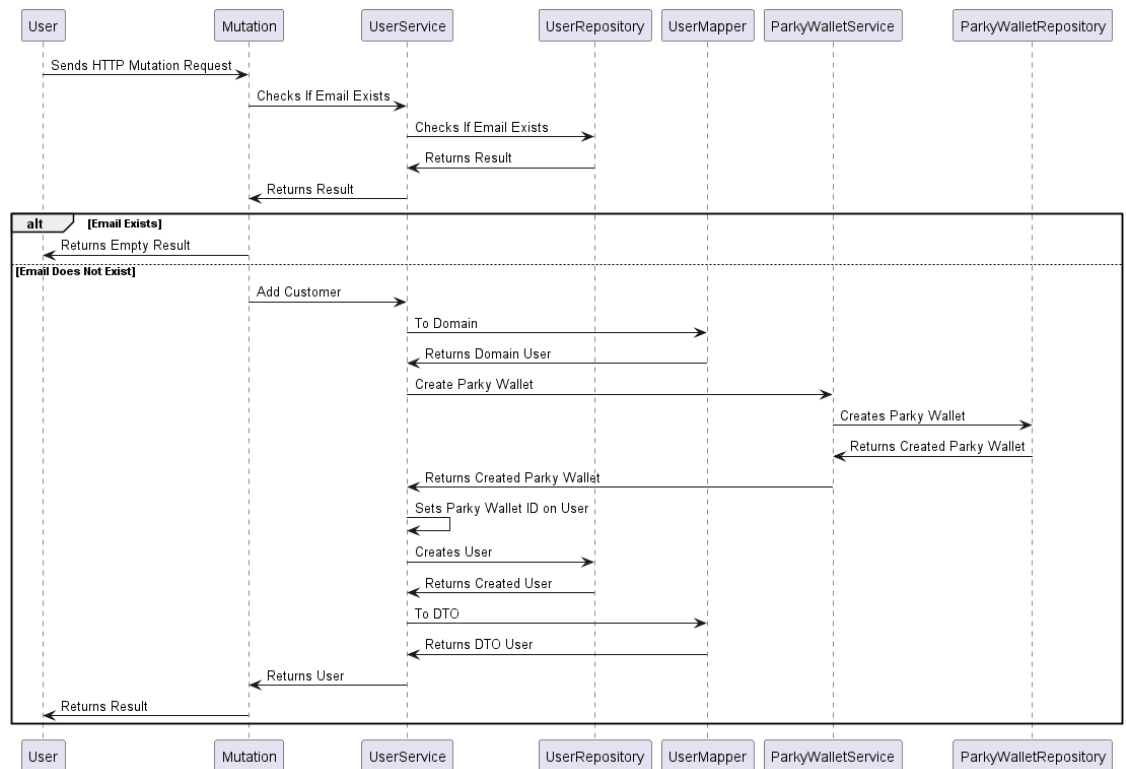 User Mutation UserService UserRepository UserMapper ParkyWalletService ParkyWalletRepository
Sends HTTP Mutation Request
Checks If Email Exists
Checks If Email Exists
Returns Result
Returns Result
alt [Email Exists]
Returns Empty Result
[Email Does Not Exist]
Add Customer
To Domain
Returns Domain User
Create Parky Wallet
Creates Parky Wallet
Returns Created Parky Wallet
Returns Created Parky Wallet
Sets Parky Wallet ID on User
Creates User
Returns Created User
To DTO
Returns DTO User
Returns User
Returns Result
User Mutation UserService UserRepository UserMapper ParkyWalletService ParkyWalletRepository